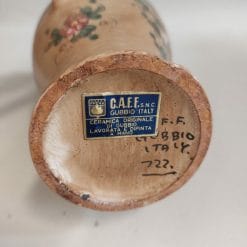 C.A.F.F. S.N.C.
GUBBIO ITALY
CERAMICA ORIGINALE
DI GUBBIO
LAVORATA E DIPINTA
A MANO
F.F.
GUBBIO
ITALY.
722.